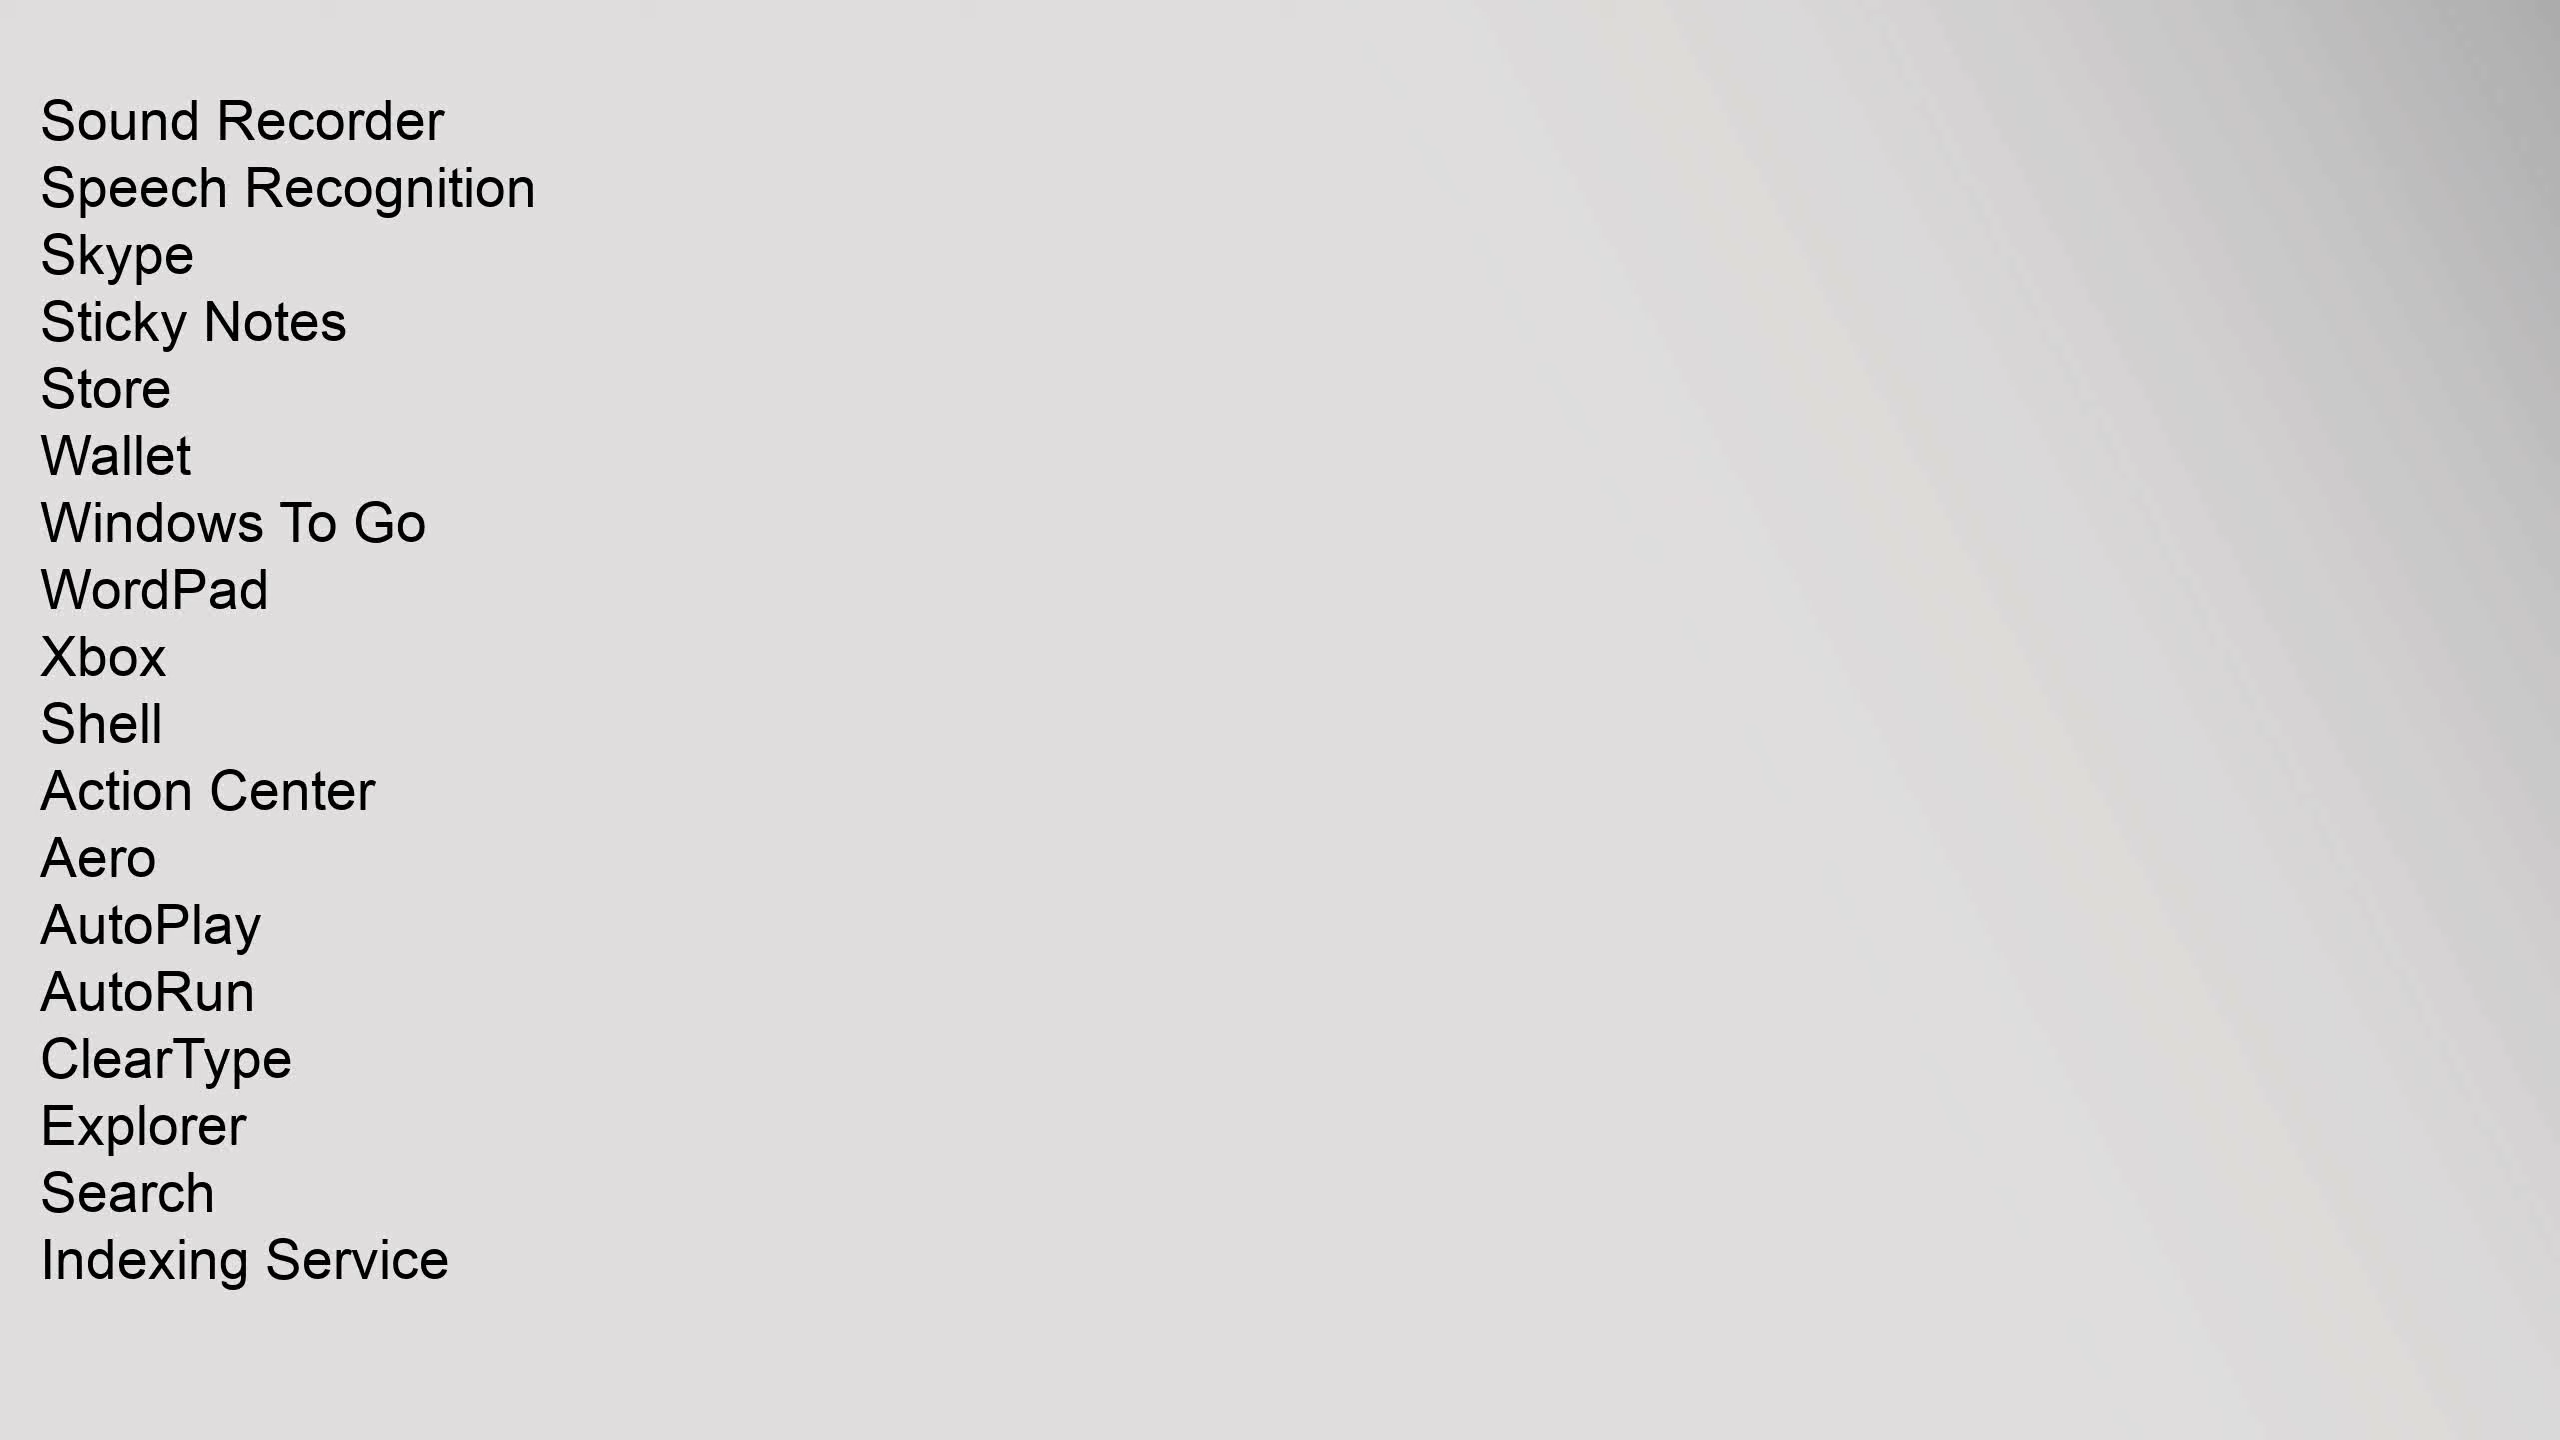 Sound Recorder
Speech Recognition
Skype
Sticky Notes
Store
Wallet
Windows To Go
WordPad
Xbox
Shell
Action Center
Aero
AutoPlay
AutoRun
ClearType
Explorer
Search
Indexing Service